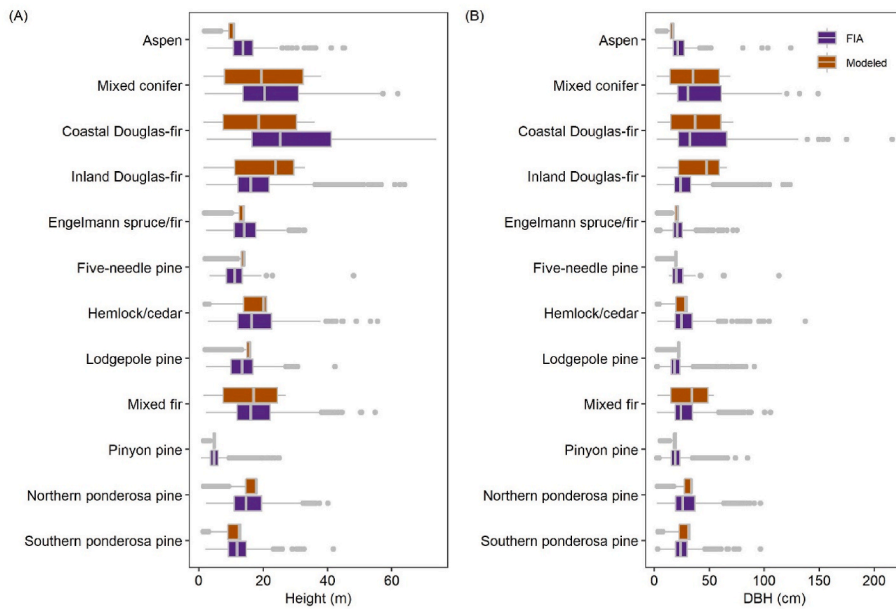 (A)
Aspen
Mixed conifer
Coastal Douglas-fir
Inland Douglas-fir
Engelmann spruce/fir
Five-needle pine
Hemlock/cedar
Lodgepole pine
Mixed fir
Pinyon pine
Northern ponderosa pine
Southern ponderosa pine
0 20 40 60
Height (m)
(B)
FIA
Modeled
Aspen
Mixed conifer
Coastal Douglas-fir
Inland Douglas-fir
Engelmann spruce/fir
Five-needle pine
Hemlock/cedar
Lodgepole pine
Mixed fir
Pinyon pine
Northern ponderosa pine
Southern ponderosa pine
0 50 100 150 200
DBH (cm)